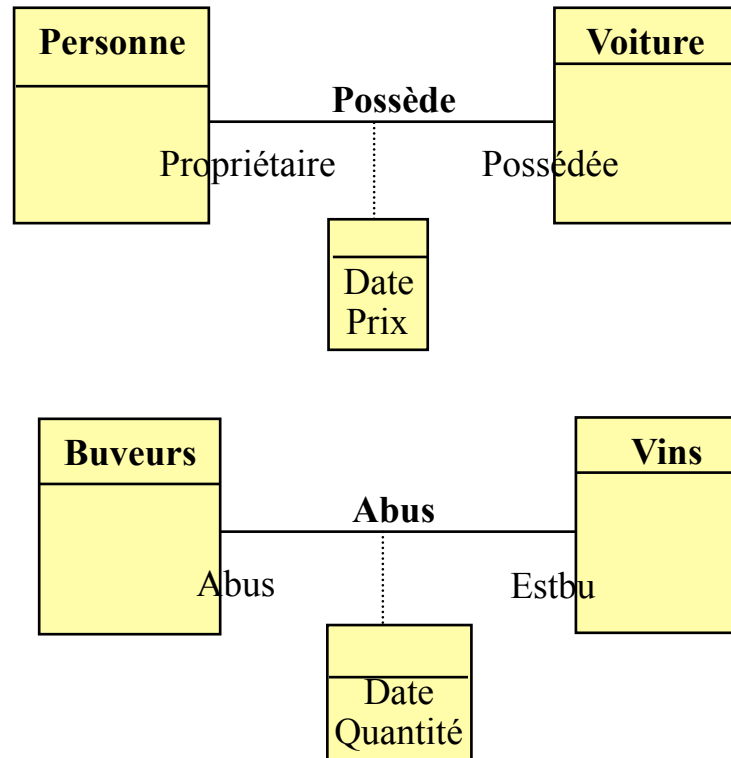 Personne
Voiture
Possède
Propriétaire
Possédée
Date
Prix
Buveurs
Vins
Abus
Abus
Estbu
Date
Quantité